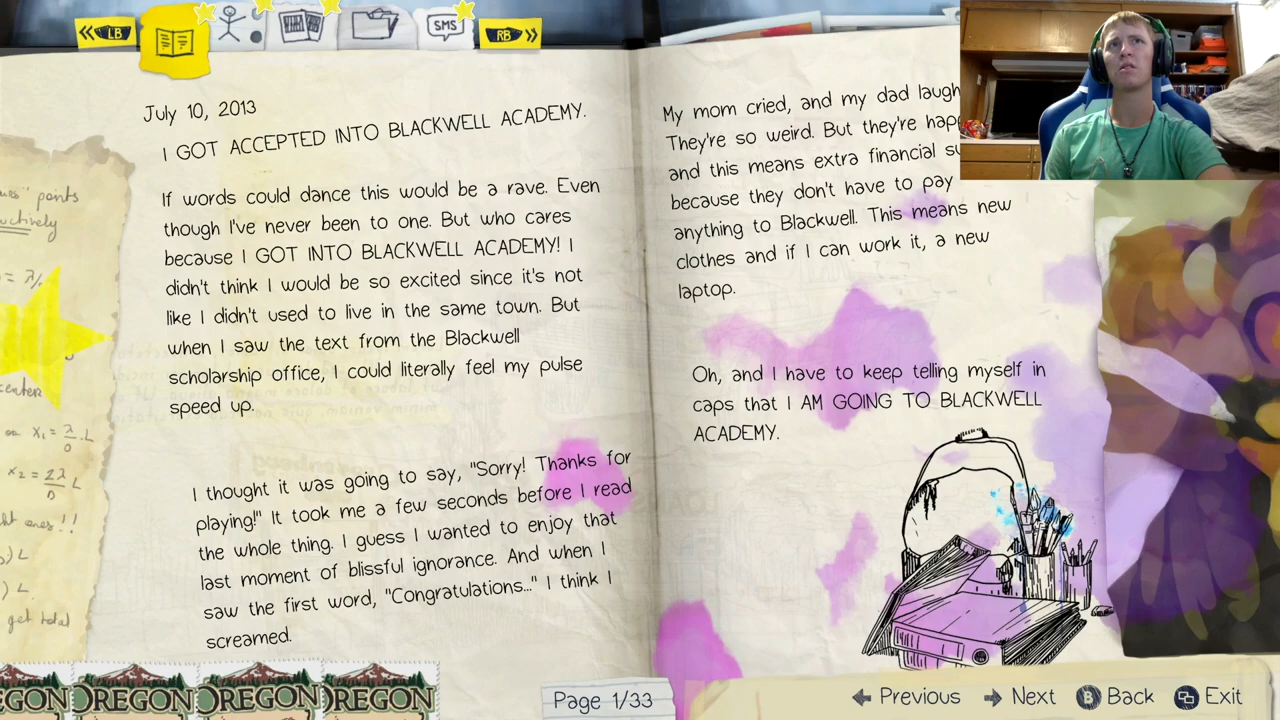 LB
SMS
RB
July 10, 2013
I GOT ACCEPTED INTO BLACKWELL ACADEMY.
If words could dance this would be a rave. Even
though I've never been to one. But who cares
because I GOT INTO BLACKWELL ACADEMY! I
didn't think I would be so excited since it's not
like I didn't used to live in the same town. But
when I saw the text from the Blackwell
scholarship office, I could literally feel my pulse
speed up.
I thought it was going to say, "Sorry! Thanks for
playing!" It took me a few seconds before I read
the whole thing. I guess I wanted to enjoy that
last moment of blissful ignorance. And when I
saw the first word, "Congratulations..." I think I
screamed.
My mom cried, and my dad laugh
They're so weird. But they're hap
and this means extra financial su
because they don't have to pay
anything to Blackwell. This means new
clothes and if I can work it, a new
laptop.
Oh, and I have to keep telling myself in
caps that I AM GOING TO BLACKWELL
ACADEMY.
points
get total
EGON OREGON OREGON OREGON
Page 1/33
Previous Next B Back Exit